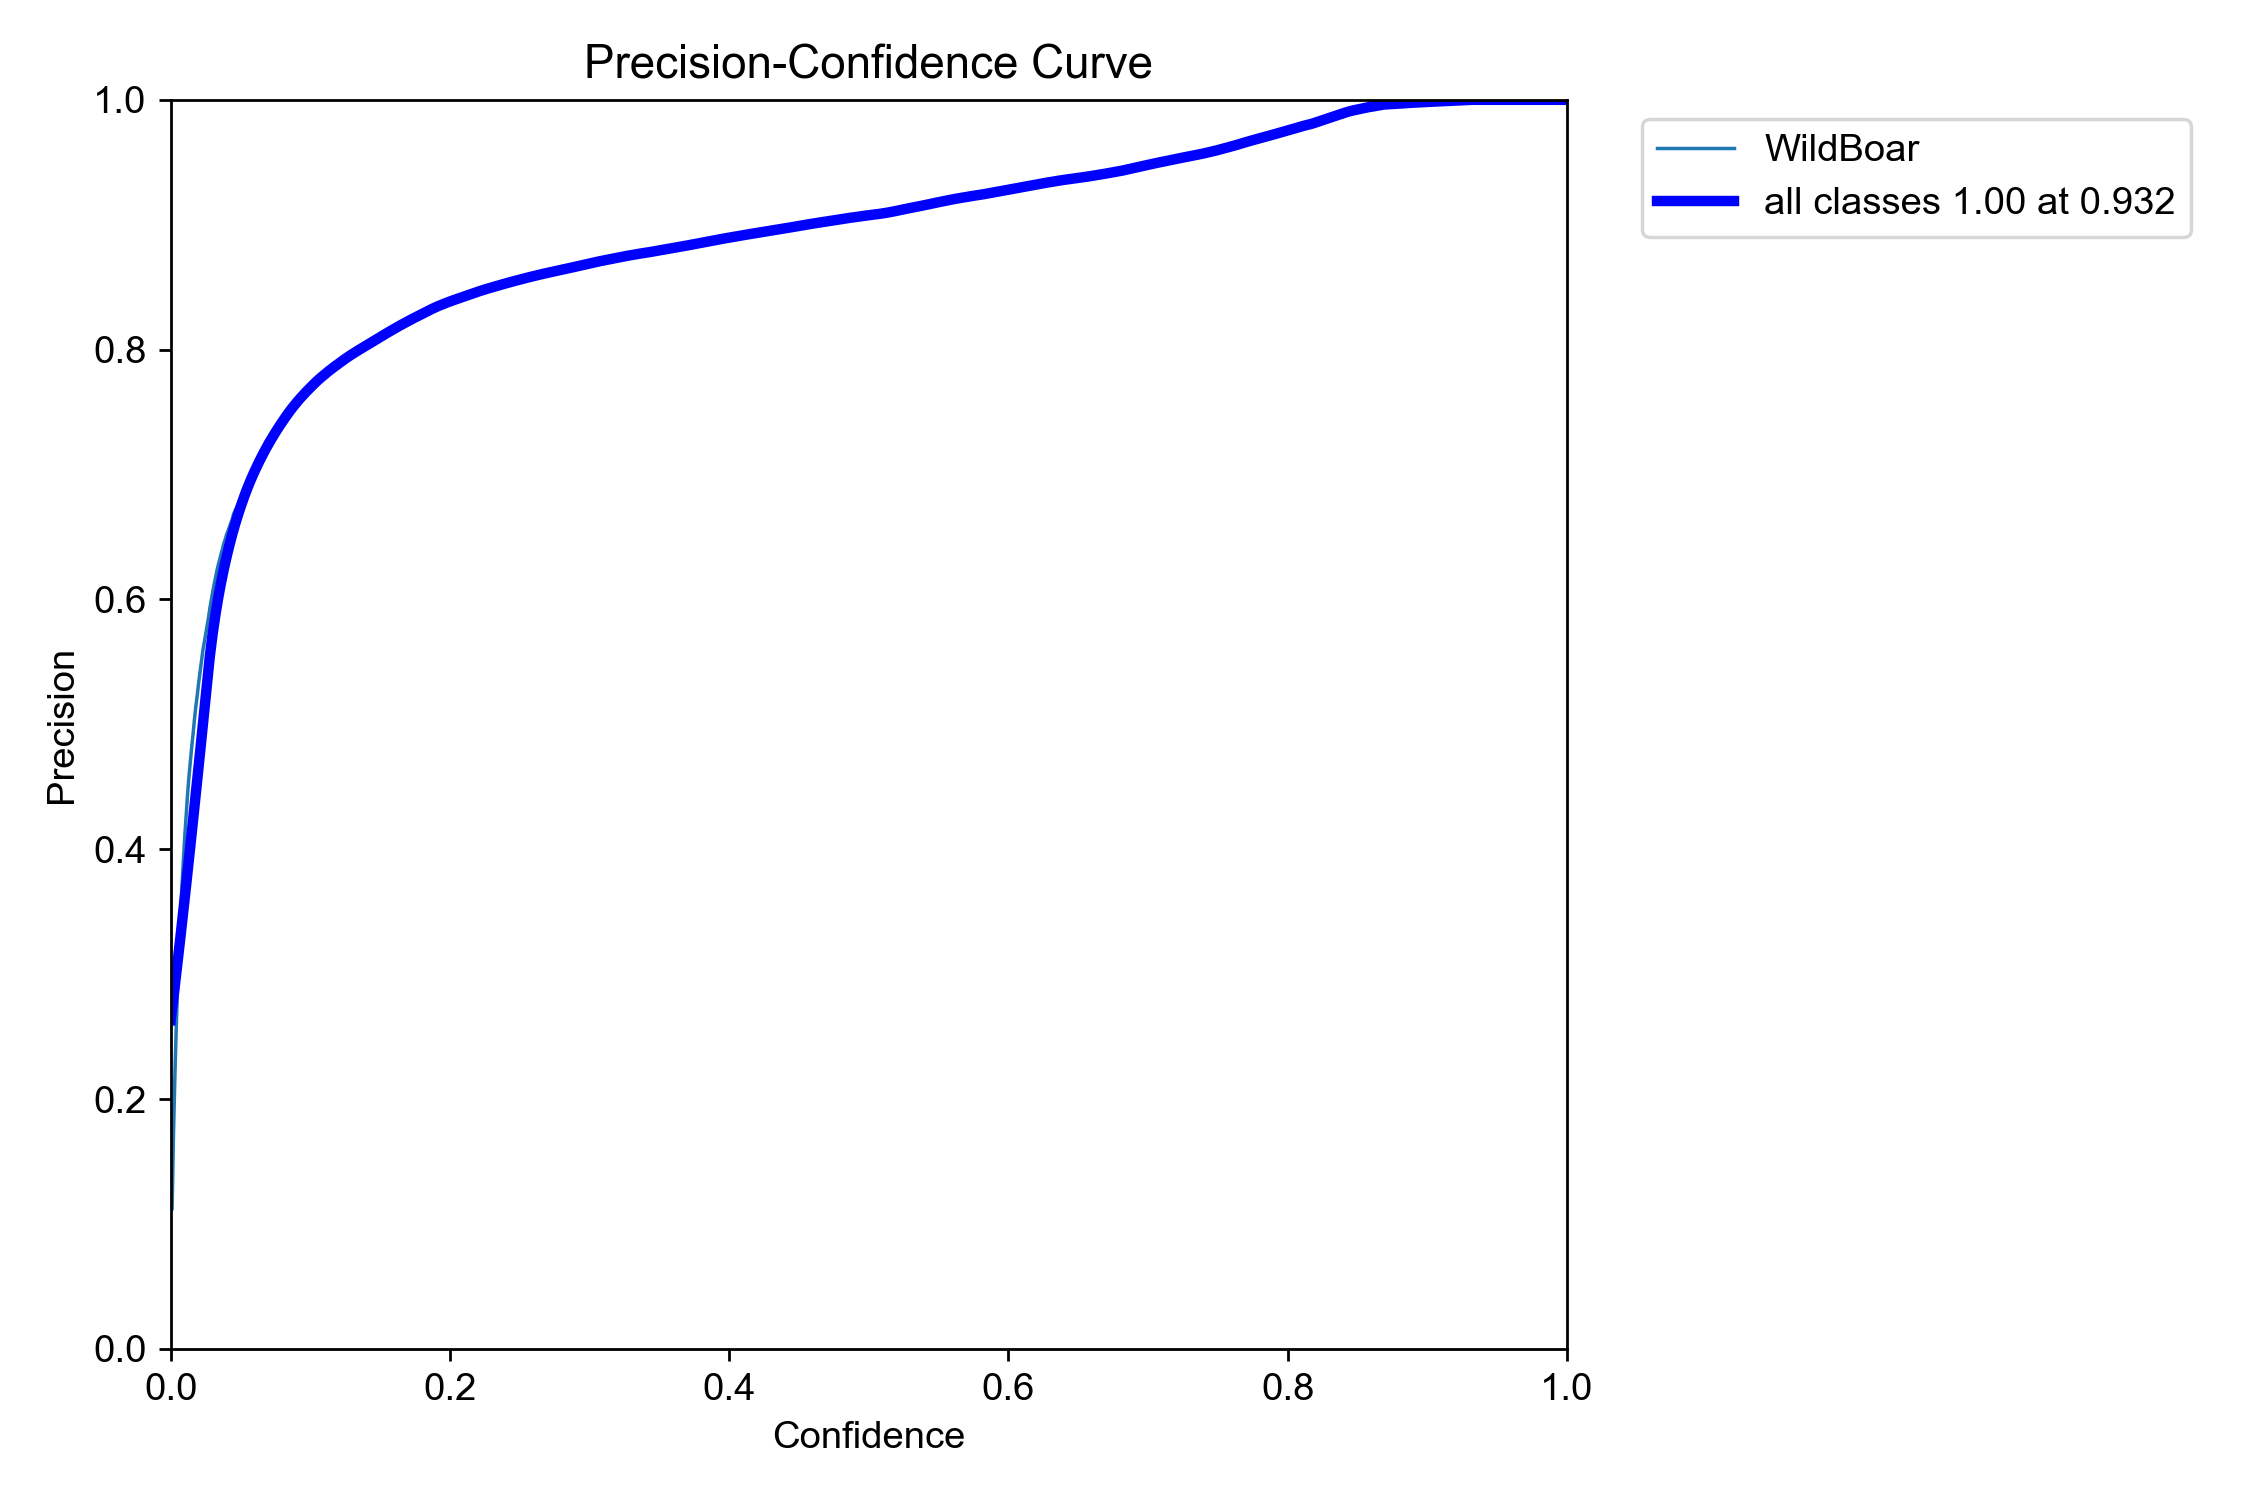 Precision-Confidence Curve
1.0
0.8
0.6
0.4
0.2
0.0
Precision
0.0 0.2 0.4 0.6 0.8 1.0
Confidence
WildBoar
all classes 1.00 at 0.932